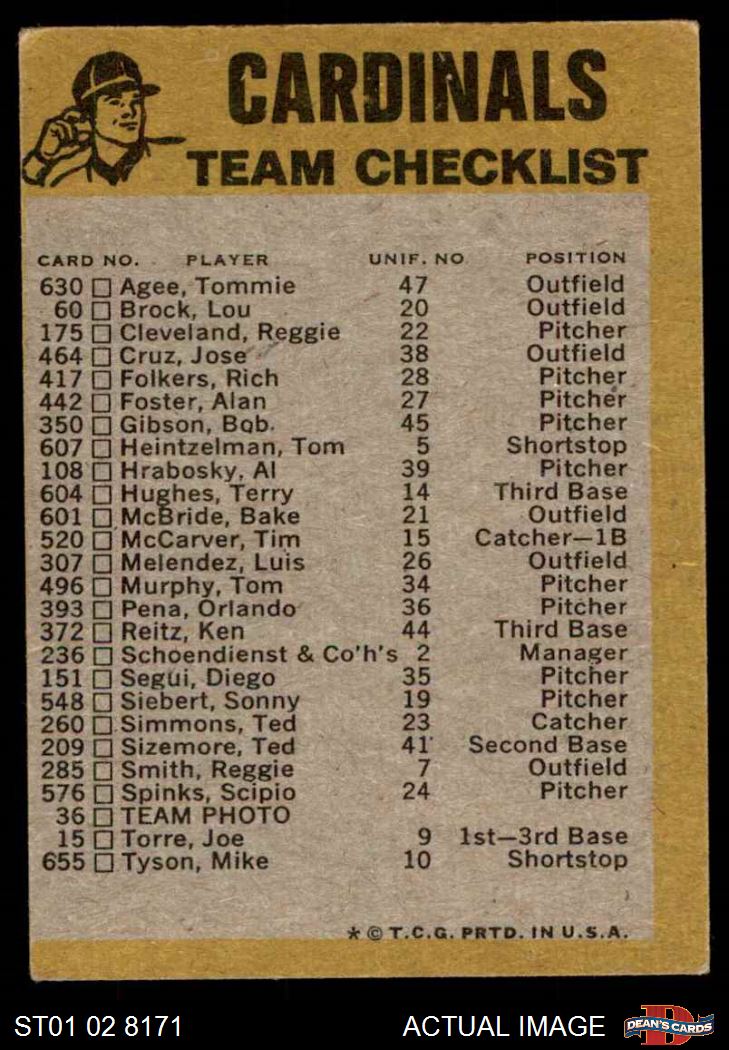 CARDINALS
TEAM CHECKLIST
CARD NO. PLAYER UNIF. NO POSITION
630 Agee, Tommie 47 Outfield
60 Brock, Lou 20 Outfield
175 Cleveland, Reggie 22 Pitcher
464 Cruz, Jose 38 Outfield
417 Folkers, Rich 28 Pitcher
442 Foster, Alan 27 Pitcher
350 Gibson, Bob 45 Pitcher
607 Heintzelman, Tom 5 Shortstop
108 Hrabosky, Al 39 Pitcher
604 Hughes, Terry 14 Third Base
601 McBride, Bake 21 Outfield
520 McCarver, Tim 15 Catcher—1B
307 Melendez, Luis 26 Outfield
496 Murphy, Tom 34 Pitcher
393 Pena, Orlando 36 Pitcher
372 Reitz, Ken 44 Third Base
236 Schoendienst & Co'h's 2 Manager
151 Segui, Diego 35 Pitcher
548 Siebert, Sonny 19 Pitcher
260 Simmons, Ted 23 Catcher
209 Sizemore, Ted 41 Second Base
285 Smith, Reggie 7 Outfield
576 Spinks, Scipio 24 Pitcher
36 TEAM PHOTO
15 Torre, Joe 9 1st—3rd Base
655 Tyson, Mike 10 Shortstop
* © T.C.G. PRTD. IN U.S.A.
ST01 02 8171 ACTUAL IMAGE D DEAN'S CARDS